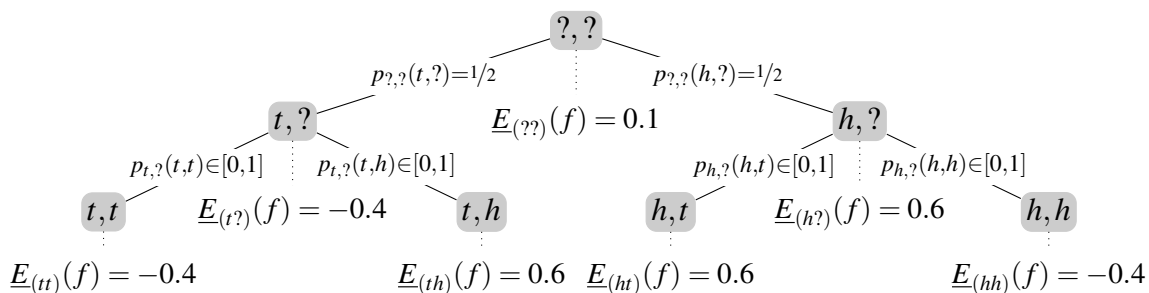 ?, ?
p?,?(t,?)=1/2
p?,?(h,?)=1/2
t, ?
E(??)(f) = 0.1
h, ?
pt,?(t,t)∈[0,1]
pt,?(t,h)∈[0,1]
ph,?(h,t)∈[0,1]
ph,?(h,h)∈[0,1]
t, t
E(t?)(f) = −0.4
t, h
h, t
E(h?)(f) = 0.6
h, h
E(tt)(f) = −0.4
E(th)(f) = 0.6
E(ht)(f) = 0.6
E(hh)(f) = −0.4